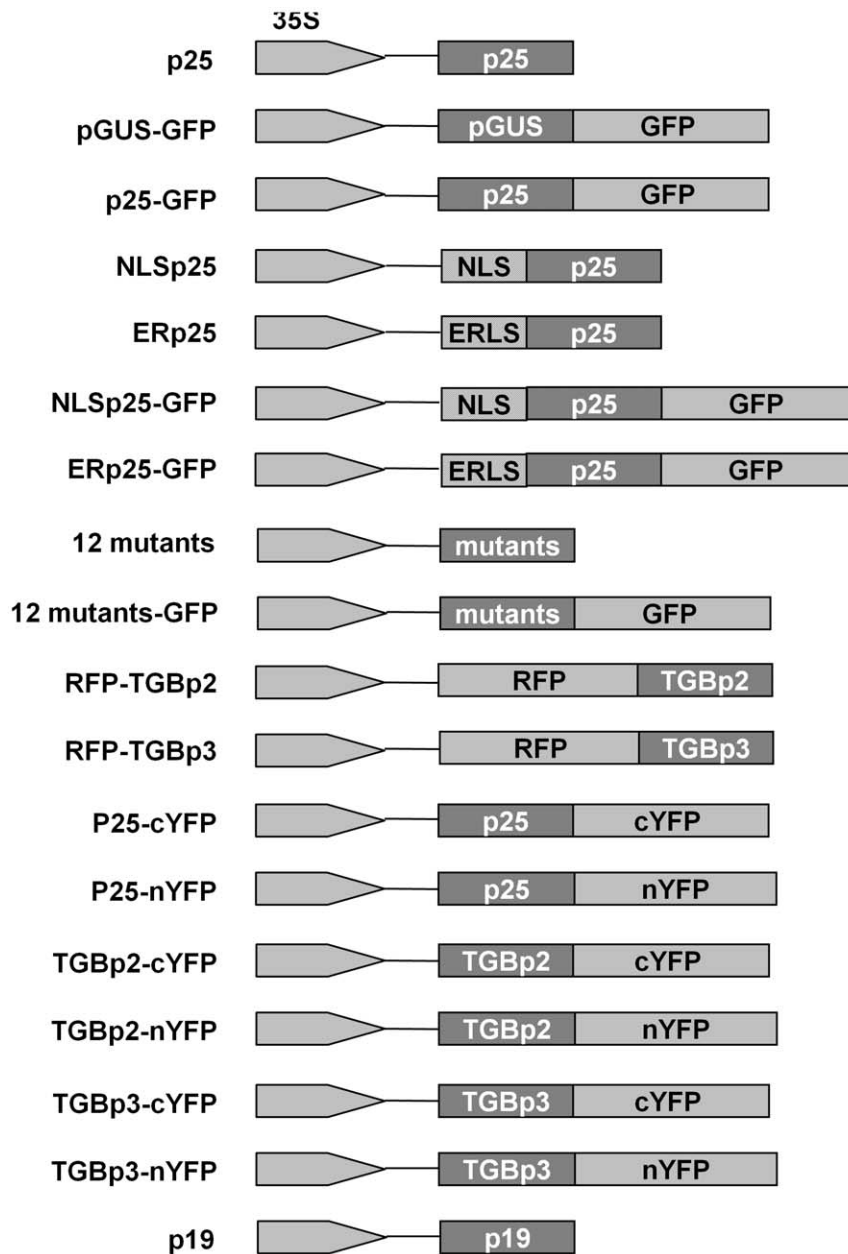 35S
p25 p25
pGUS-GFP pGUS GFP
p25-GFP p25 GFP
NLSp25 NLS p25
ERp25 ERLS p25
NLSp25-GFP NLS p25 GFP
ERp25-GFP ERLS p25 GFP
12 mutants mutants
12 mutants-GFP mutants GFP
RFP-TGBp2 RFP TGBp2
RFP-TGBp3 RFP TGBp3
P25-cYFP p25 cYFP
P25-nYFP p25 nYFP
TGBp2-cYFP TGBp2 cYFP
TGBp2-nYFP TGBp2 nYFP
TGBp3-cYFP TGBp3 cYFP
TGBp3-nYFP TGBp3 nYFP
p19 p19